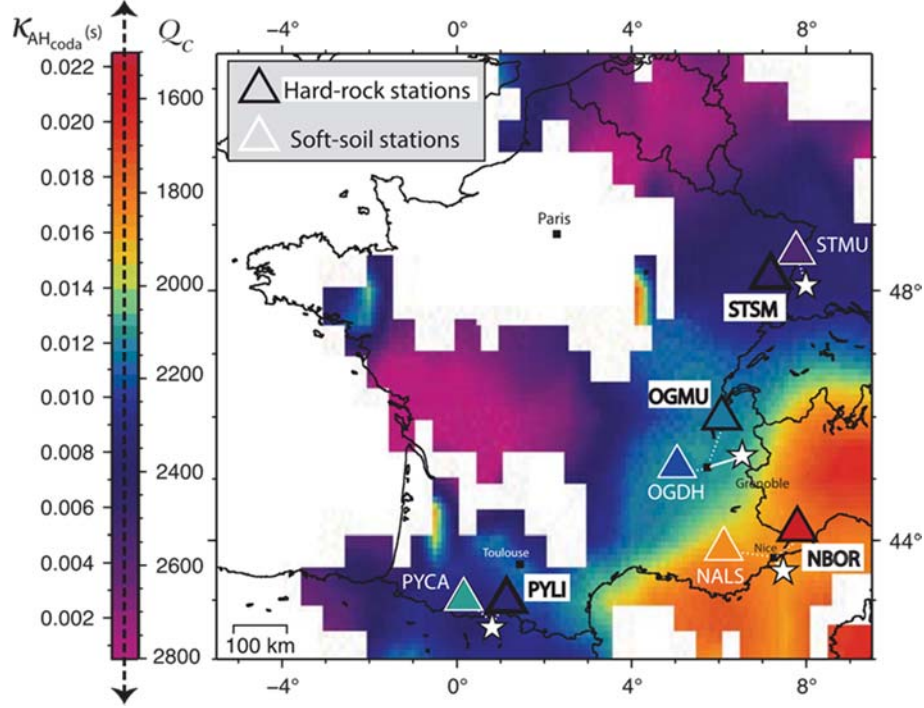 κAHcoda(s)
QC
−4°
0°
4°
8°
0.022
0.020
0.018
0.016
0.014
0.012
0.010
0.008
0.006
0.004
0.002
1600
1800
2000
2200
2400
2600
2800
Hard-rock stations
Soft-soil stations
Paris
STMU
STSM
48°
OGMU
OGDH
Grenoble
NBOR
44°
Nice
NALS
Toulouse
PYCA
PYLI
100 km
−4°
0°
4°
8°